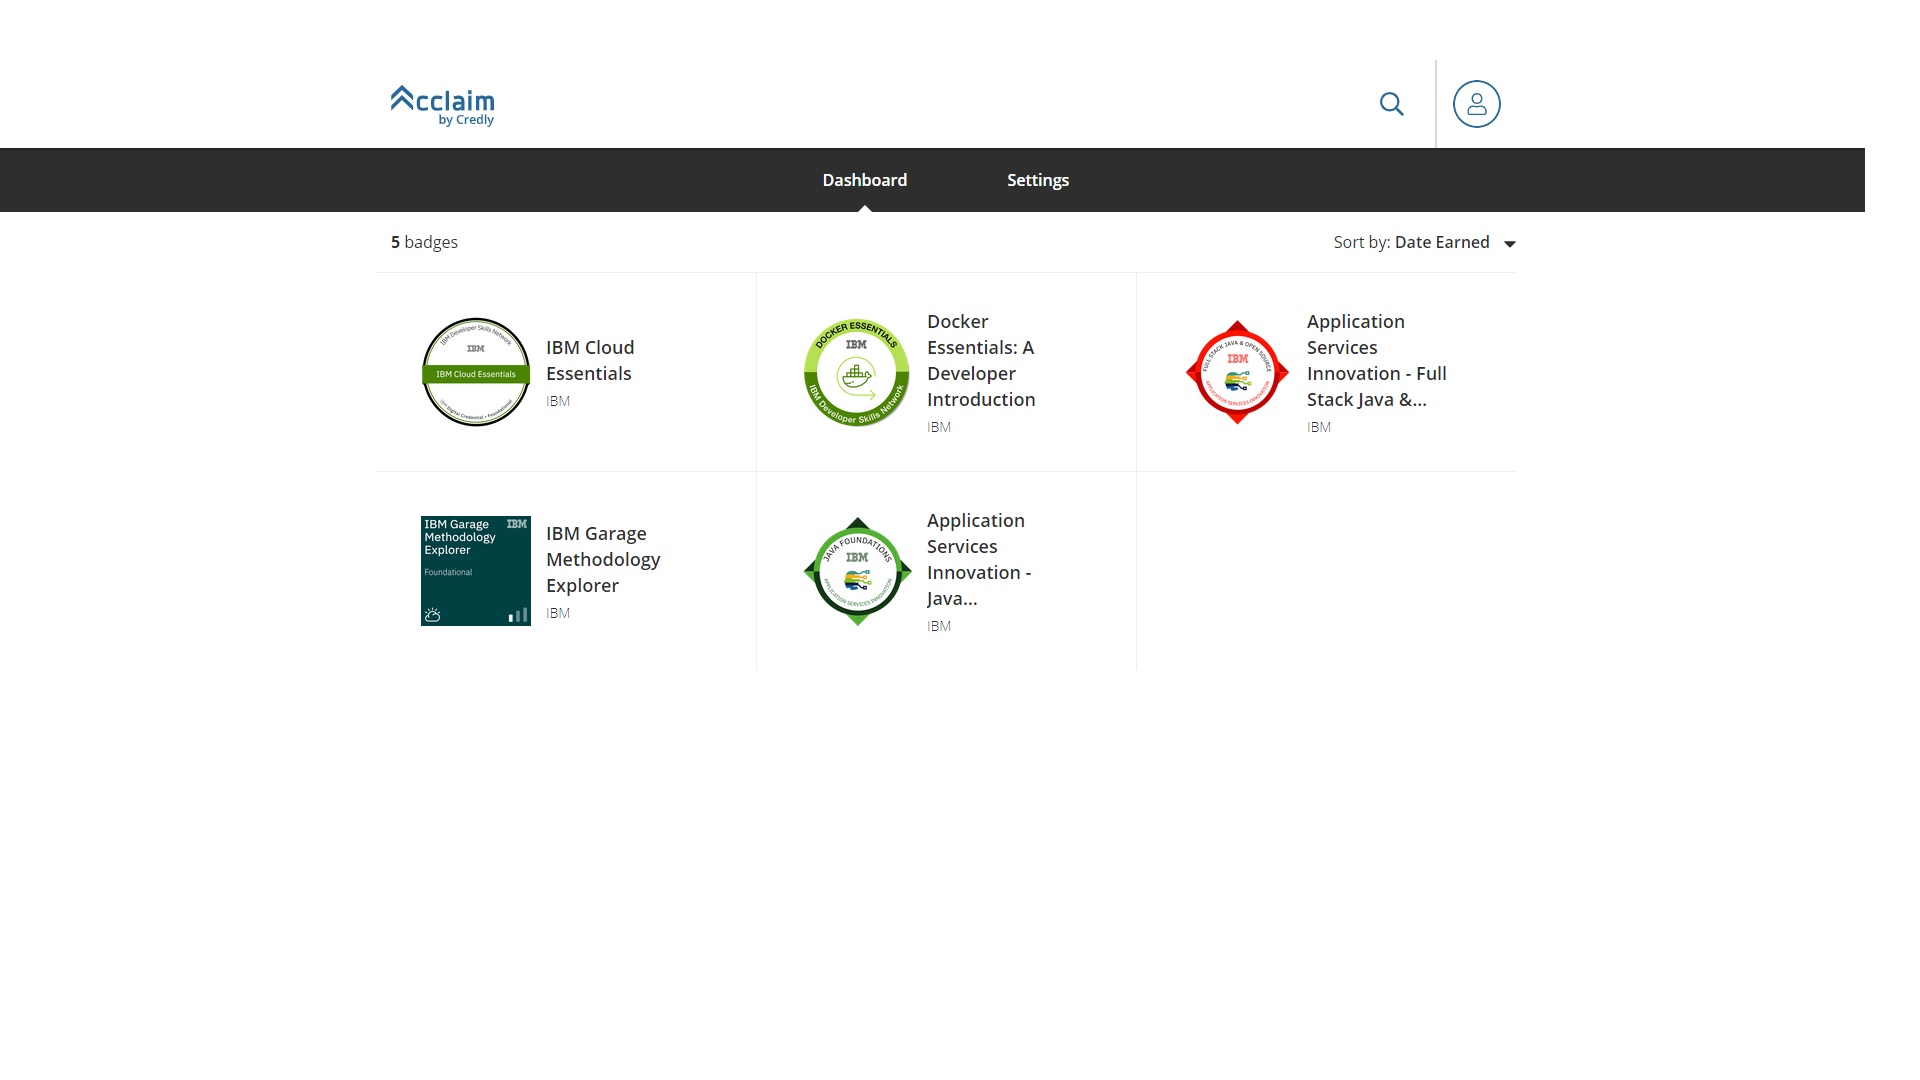 Acclaim
by Credly
Dashboard
Settings
5 badges
Sort by: Date Earned
IBM Developer Skills Network
IBM
IBM Cloud Essentials
IBM Digital Credential • Foundational
IBM Cloud
Essentials
IBM
DOCKER ESSENTIALS
IBM
IBM Developer Skills Network
Docker
Essentials: A
Developer
Introduction
IBM
FULL STACK JAVA & OPEN SOURCE
IBM
APPLICATION SERVICES INNOVATION
Application
Services
Innovation - Full
Stack Java &...
IBM
IBM Garage
Methodology
Explorer
IBM
Foundational
IBM Garage
Methodology
Explorer
IBM
JAVA FOUNDATIONS
IBM
APPLICATION SERVICES INNOVATION
Application
Services
Innovation -
Java...
IBM